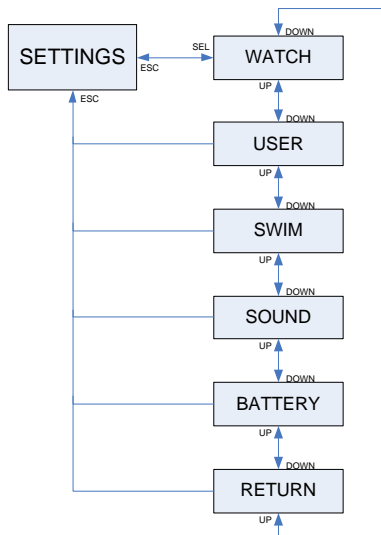 DOWN
SEL
SETTINGS
WATCH
ESC
UP
ESC
DOWN
USER
UP
DOWN
SWIM
UP
DOWN
SOUND
UP
DOWN
BATTERY
UP
DOWN
RETURN
UP